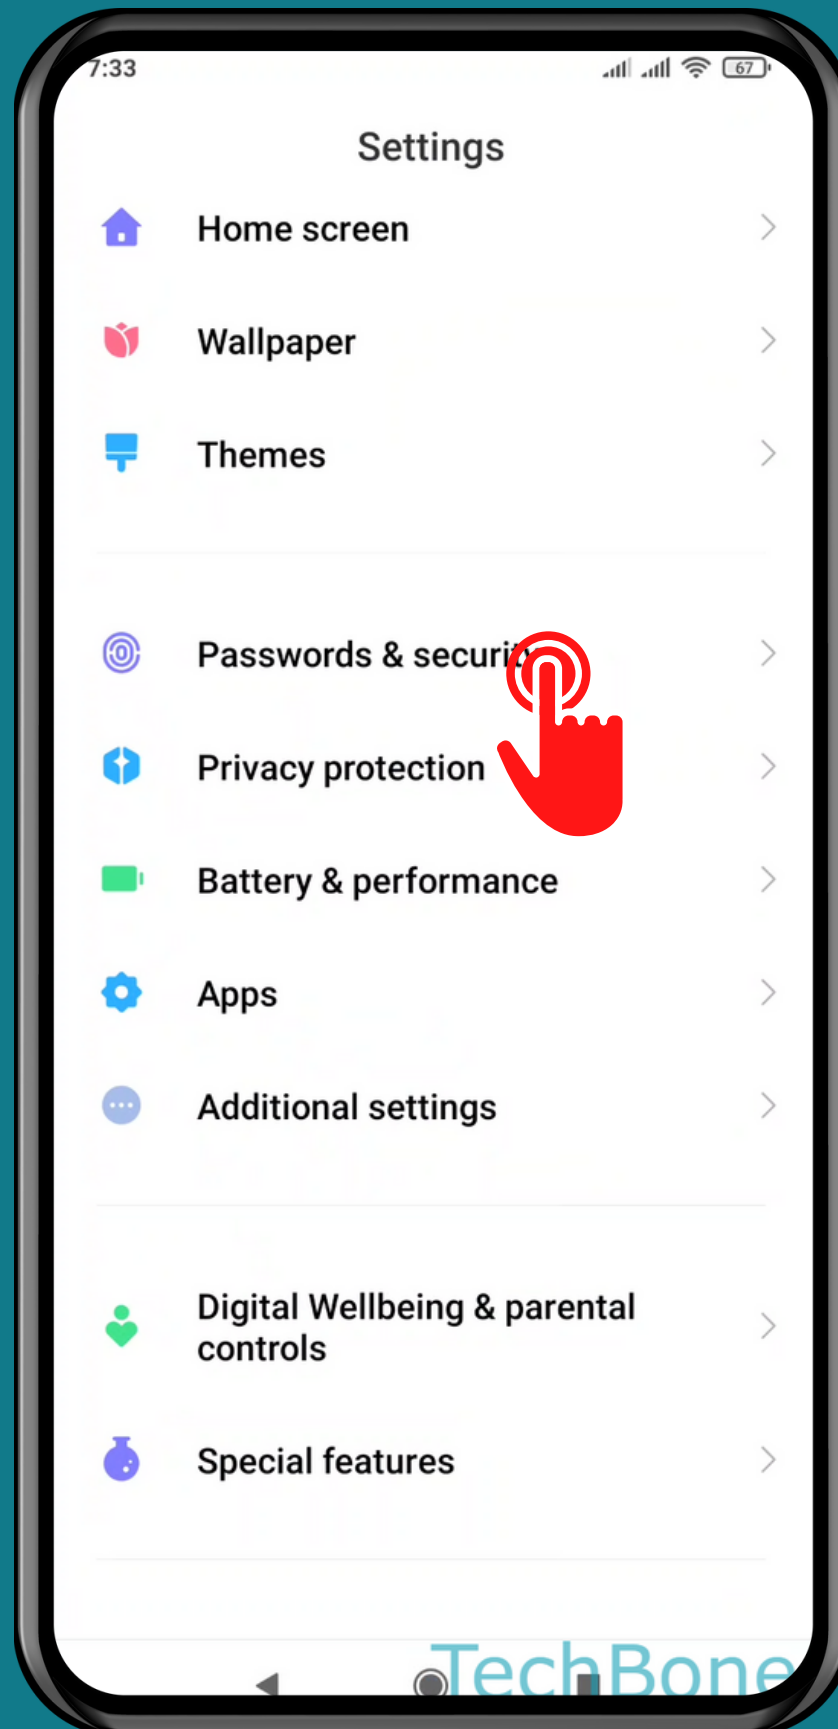 7:33
67
Settings
Home screen
Wallpaper
Themes
Passwords & security
Privacy protection
Battery & performance
Apps
Additional settings
Digital Wellbeing & parental
controls
Special features
TechBone